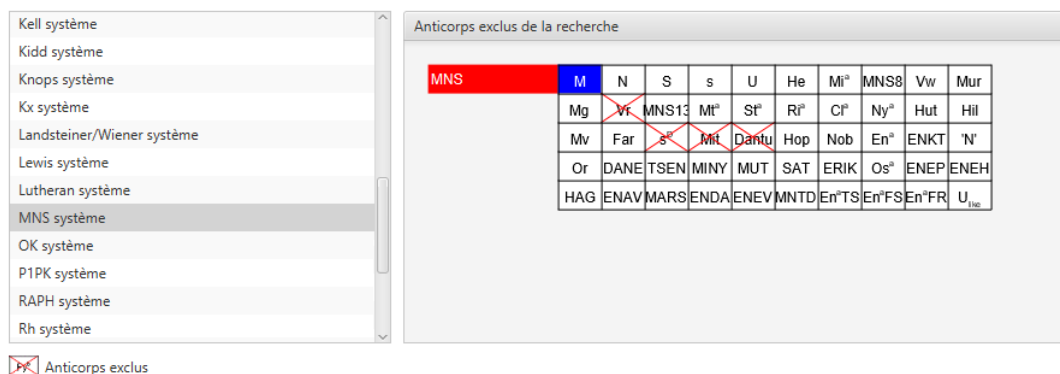 Kell système
Kidd système
Knops système
Kx système
Landsteiner/Wiener système
Lewis système
Lutheran système
MNS système
OK système
P1PK système
RAPH système
Rh système
Anticorps exclus
Anticorps exclus de la recherche
MNS M N S s U He Miᵃ MNS8 Vw Mur
Mg Vr MNS13 Mtᵃ Stᵃ Riᵃ Clᵃ Nyᵃ Hut Hil
Mv Far sᴰ Mit Dantu Hop Nob Enᵃ ENKT 'N'
Or DANE TSEN MINY MUT SAT ERIK Osᵃ ENEP ENEH
HAG ENAV MARS ENDA ENEV MNTD EnᵃTS EnᵃFS EnᵃFR U like